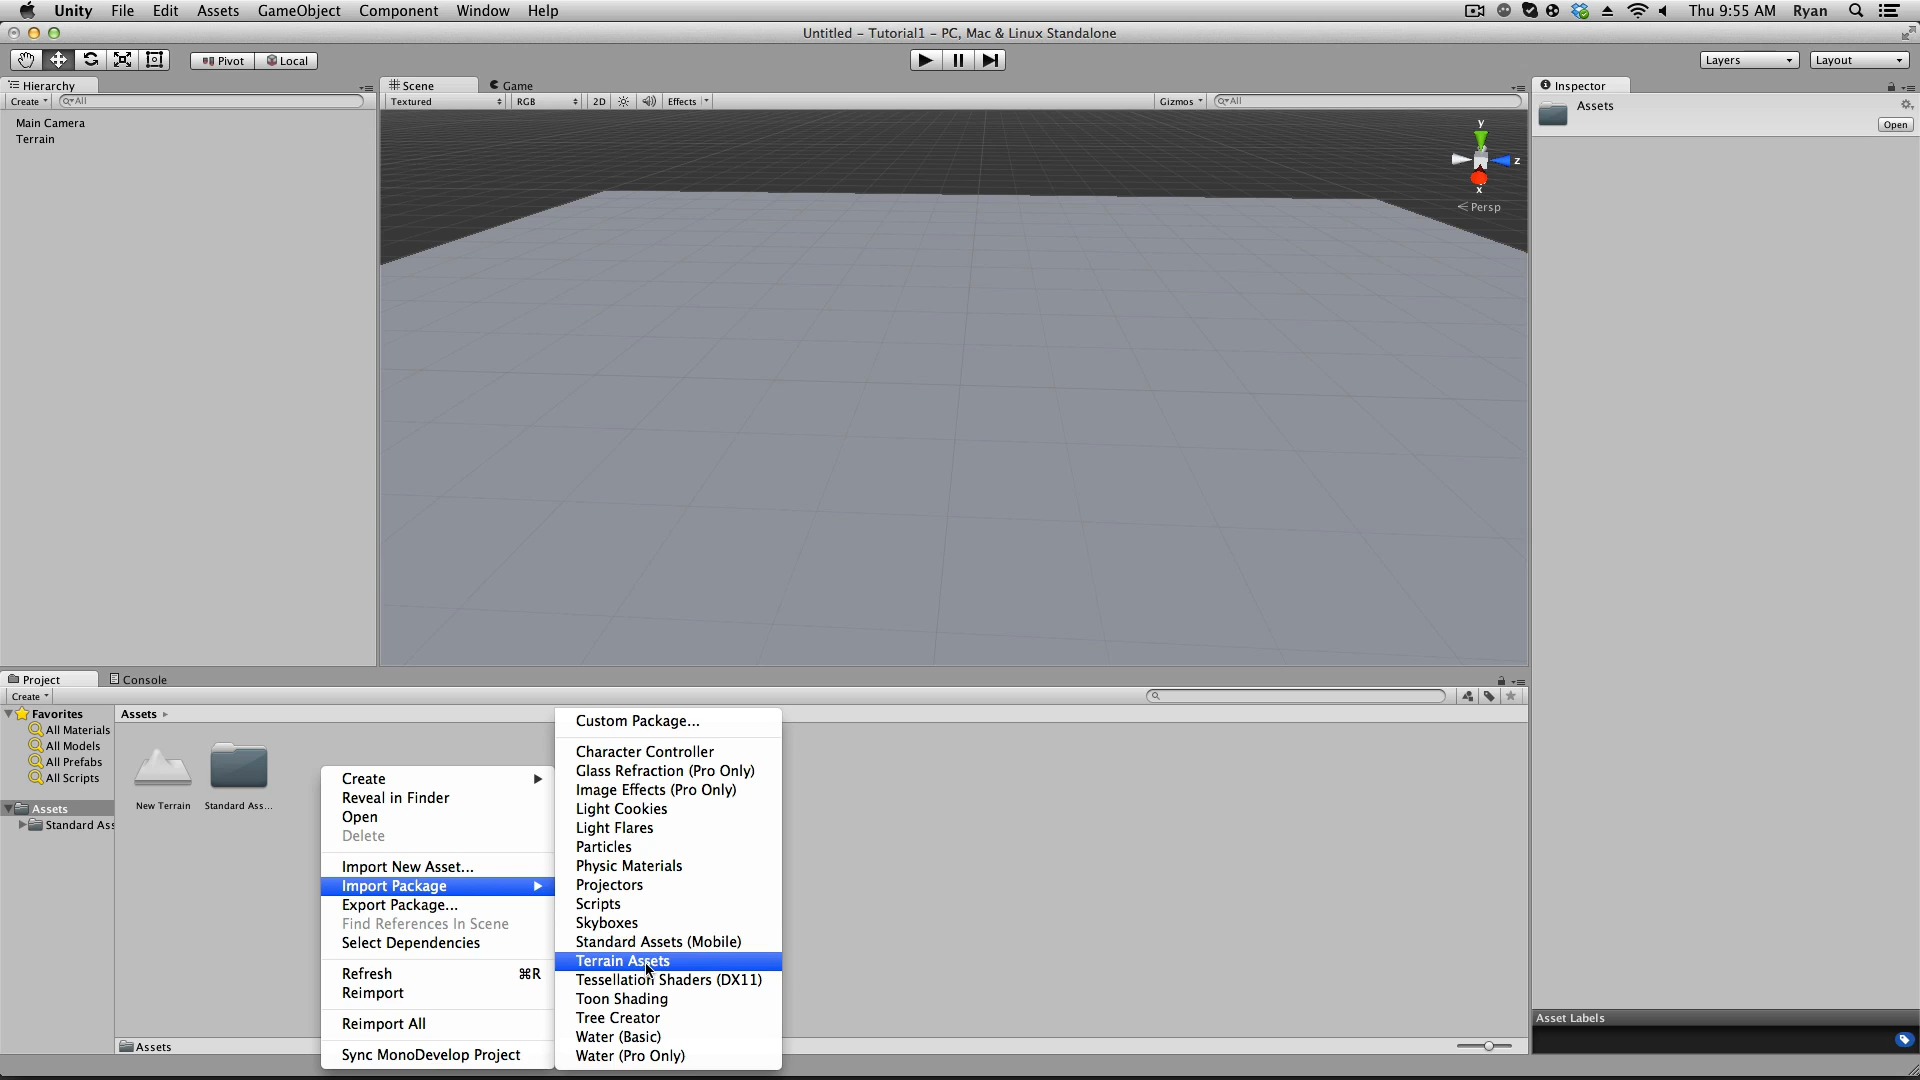 Unity File Edit Assets GameObject Component Window Help Thu 9:55 AM Ryan
Untitled - Tutorial1 - PC, Mac & Linux Standalone
Pivot Local Layers Layout
Hierarchy Scene Game Inspector
Create All Textured RGB 2D Effects Gizmos All Assets
Open
Main Camera
Terrain
y
z
x
Persp
Project Console
Create
Favorites Assets
All Materials
All Models
All Prefabs
All Scripts
Assets
Standard Ass
New Terrain Standard Ass...
Create
Reveal in Finder
Open
Delete
Import New Asset...
Import Package
Export Package...
Find References In Scene
Select Dependencies
Refresh ⌘R
Reimport
Reimport All
Sync MonoDevelop Project
Custom Package...
Character Controller
Glass Refraction (Pro Only)
Image Effects (Pro Only)
Light Cookies
Light Flares
Particles
Physic Materials
Projectors
Scripts
Skyboxes
Standard Assets (Mobile)
Terrain Assets
Tessellation Shaders (DX11)
Toon Shading
Tree Creator
Water (Basic)
Water (Pro Only)
Assets
Asset Labels